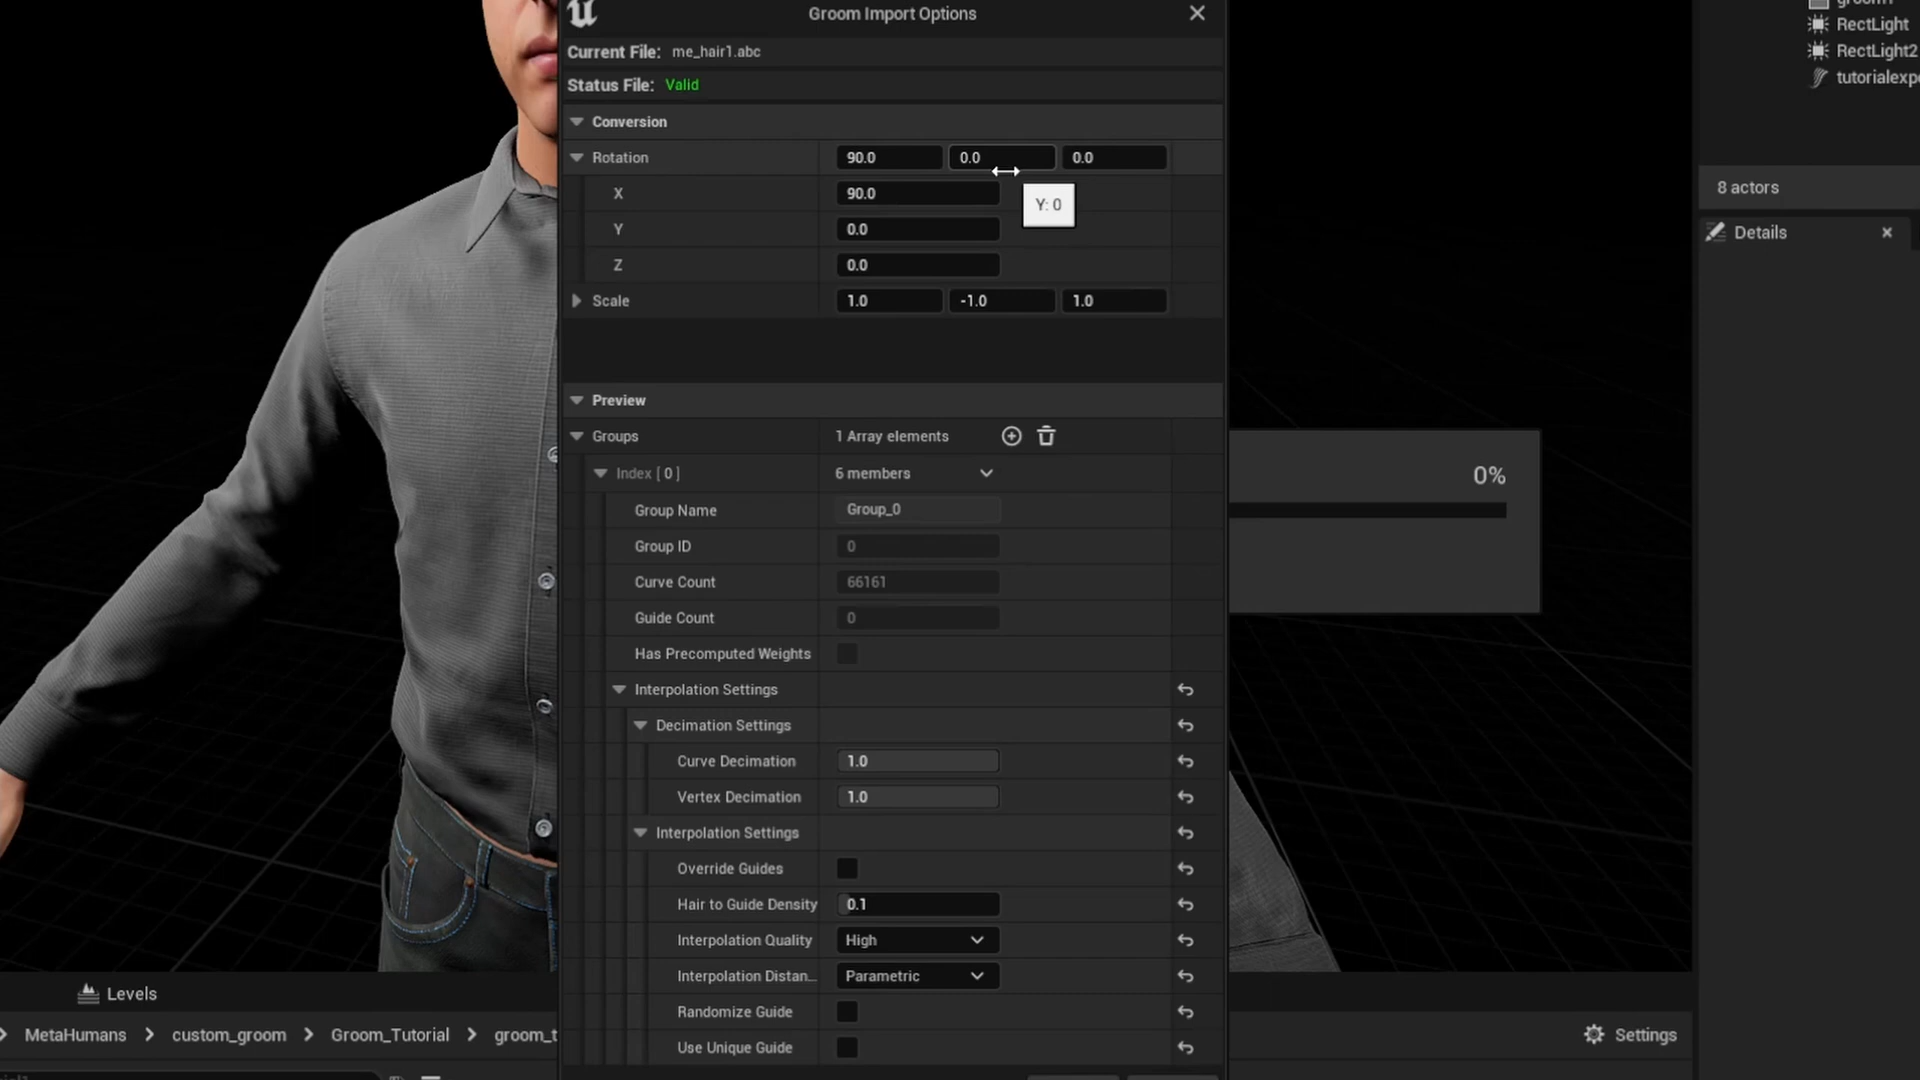 Groom Import Options
Current File: me_hair1.abc
Status File: Valid
Conversion
Rotation 90.0 0.0 0.0
X 90.0
Y: 0
Y 0.0
Z 0.0
Scale 1.0 -1.0 1.0
Preview
Groups 1 Array elements
Index [ 0 ] 6 members
Group Name Group_0
Group ID 0
Curve Count 66161
Guide Count 0
Has Precomputed Weights
Interpolation Settings
Decimation Settings
Curve Decimation 1.0
Vertex Decimation 1.0
Interpolation Settings
Override Guides
Hair to Guide Density 0.1
Interpolation Quality High
Interpolation Distan... Parametric
Randomize Guide
Use Unique Guide
0%
RectLight
RectLight2
tutorialexp
8 actors
Details
Levels
MetaHumans > custom_groom > Groom_Tutorial > groom_t
Settings